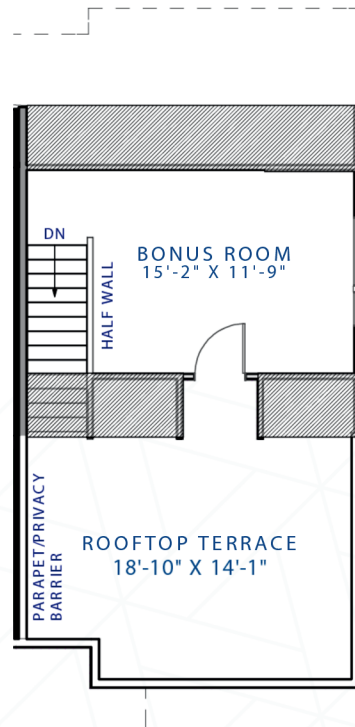 DN
HALF WALL
BONUS ROOM
15'-2" X 11'-9"
PARAPET/PRIVACY
BARRIER
ROOFTOP TERRACE
18'-10" X 14'-1"